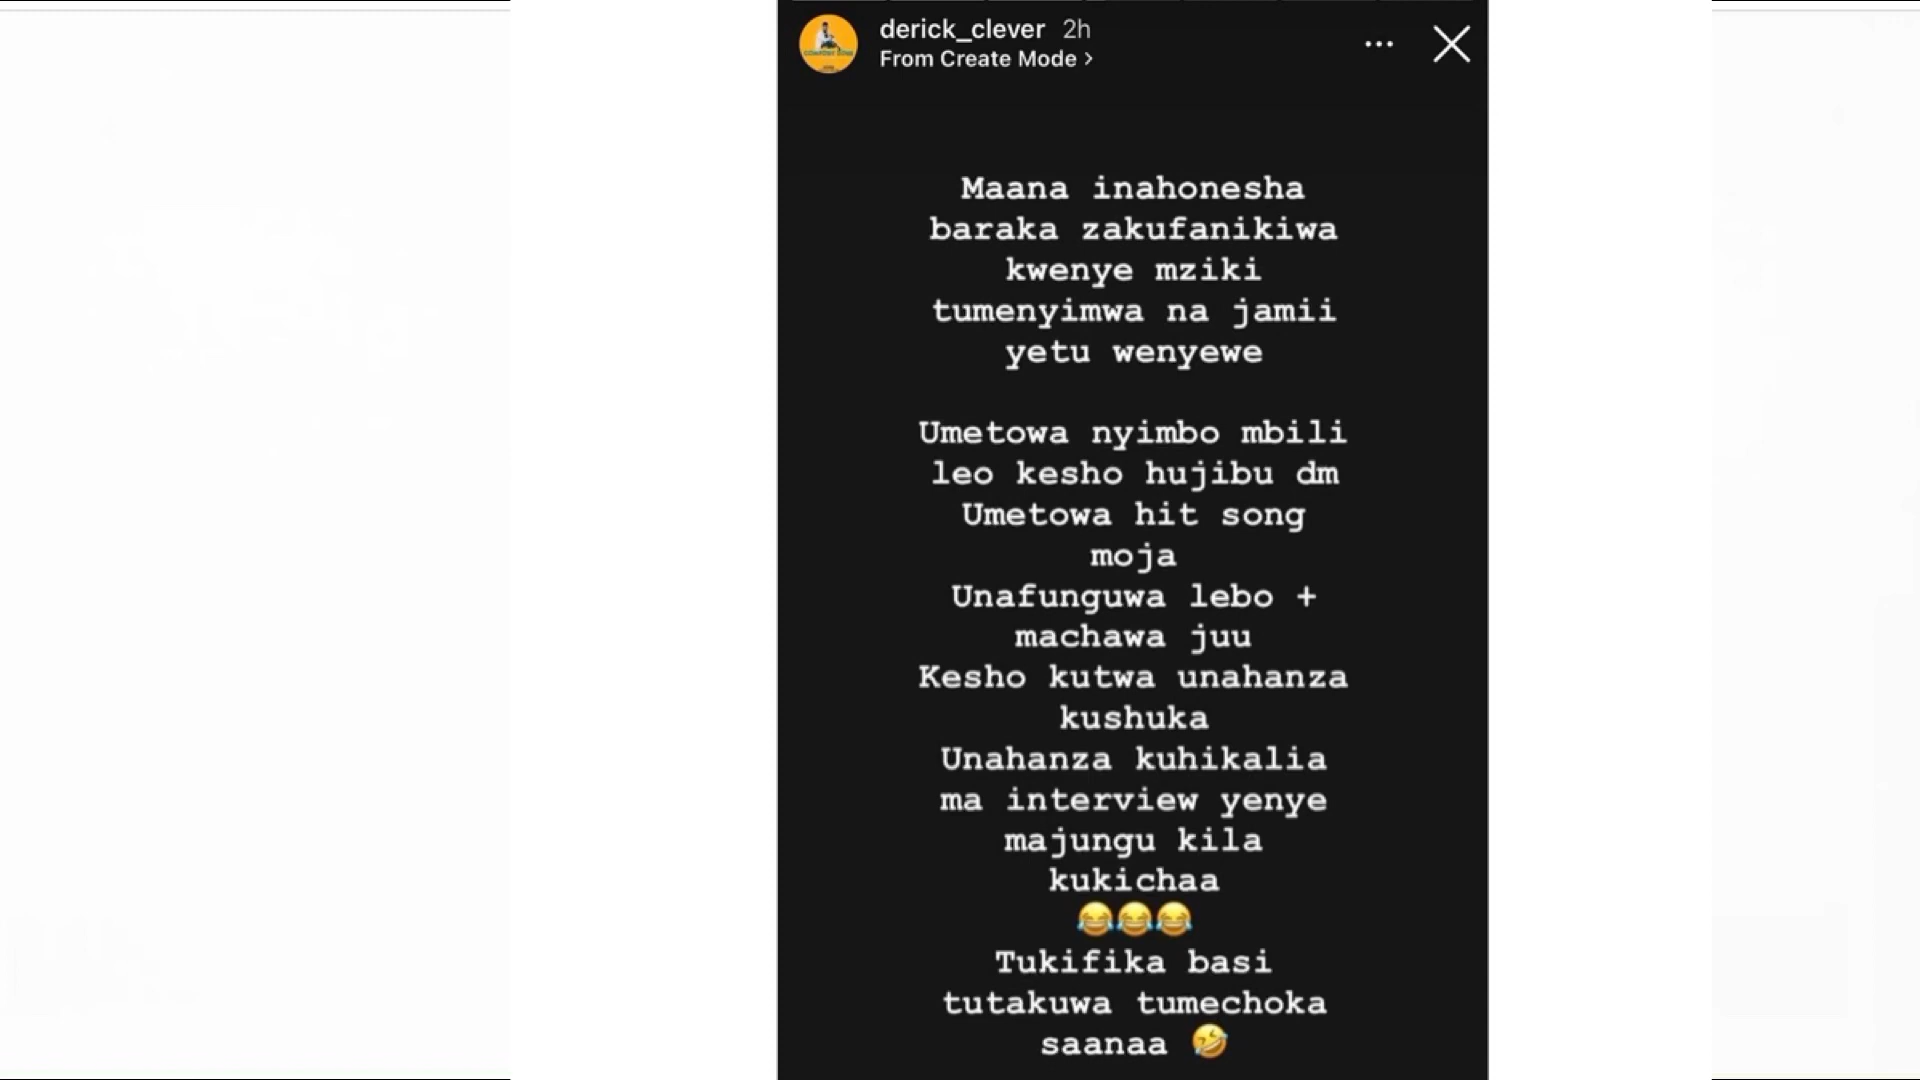 derick_clever 2h
From Create Mode >
Maana inahonesha
baraka zakufanikiwa
kwenye mziki
tumenyimwa na jamii
yetu wenyewe
Umetowa nyimbo mbili
leo kesho hujibu dm
Umetowa hit song
moja
Unafunguwa lebo +
machawa juu
Kesho kutwa unahanza
kushuka
Unahanza kuhikalia
ma interview yenye
majungu kila
kukichaa
😂😂😂
Tukifika basi
tutakuwa tumechoka
saanaa 🤣